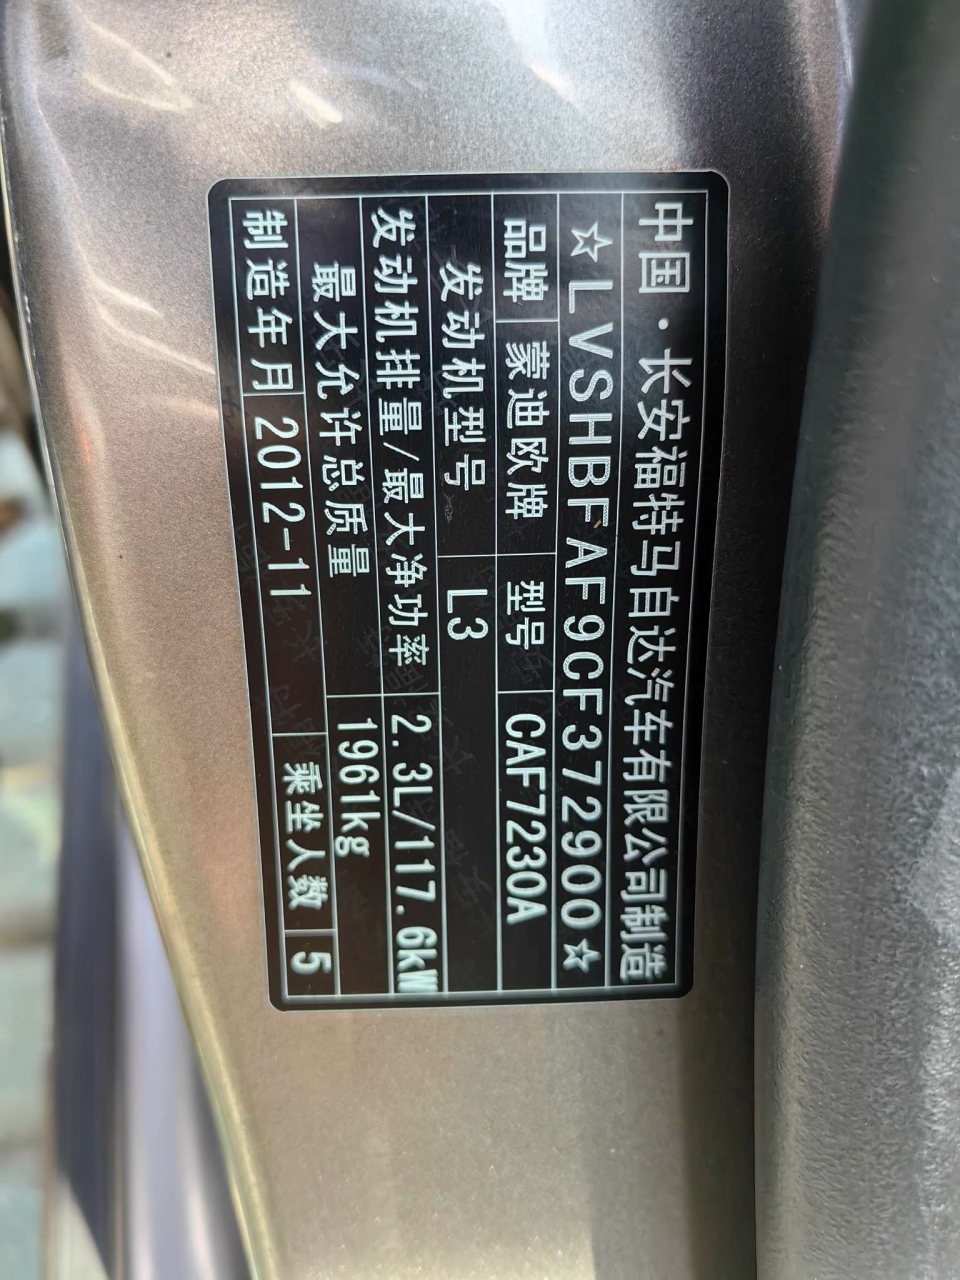 中国·长安福特马自达汽车有限公司制造
☆LVSHBFAF9CF372900☆
品牌 蒙迪欧牌 型号 CAF7230A
发动机型号 L3
发动机排量/最大净功率 2.3L/117.6kW
最大允许总质量 1961kg
制造年月 2012-11 乘坐人数 5